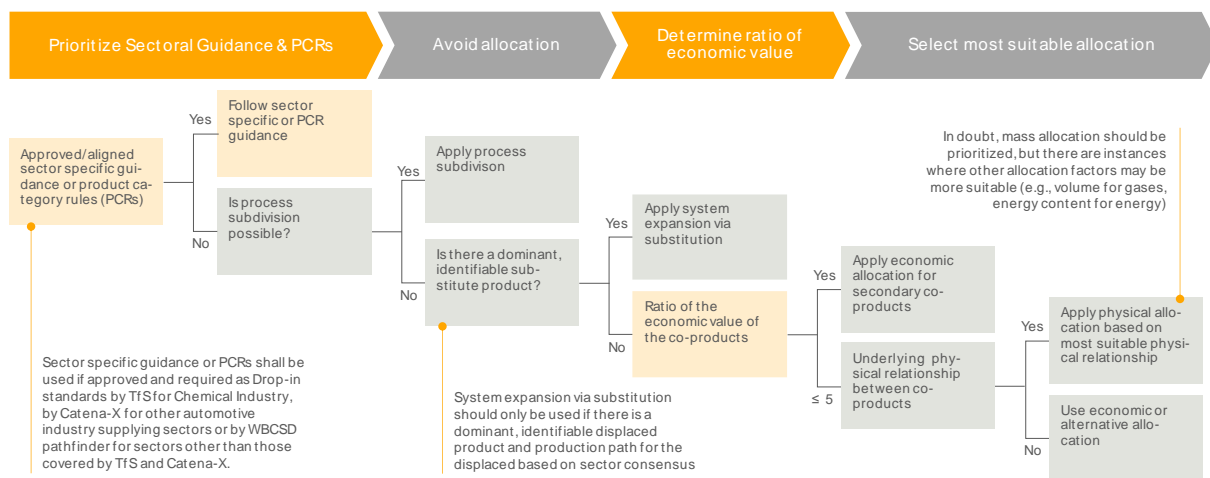 Prioritize Sectoral Guidance & PCRs
Avoid allocation
Determine ratio of
economic value
Select most suitable allocation
Approved/aligned
sector specific gui-
dance or product ca-
tegory rules (PCRs)
Yes
Follow sector
specific or PCR
guidance
No
Is process
subdivision
possible?
Yes
Apply process
subdivison
No
Is there a dominant,
identifiable sub-
stitute product?
Yes
Apply system
expansion via
substitution
No
Ratio of the
economic value of
the co-products
Yes
Apply economic
allocation for
secondary co-
products
≤ 5
Underlying phy-
sical relationship
between co-
products
Yes
Apply physical allo-
cation based on
most suitable physi-
cal relationship
No
Use economic or
alternative allo-
cation
In doubt, mass allocation should be
prioritized, but there are instances
where other allocation factors may be
more suitable (e.g., volume for gases,
energy content for energy)
Sector specific guidance or PCRs shall be
used if approved and required as Drop-in
standards by TfS for Chemical Industry,
by Catena-X for other automotive
industry supplying sectors or by WBCSD
pathfinder for sectors other than those
covered by TfS and Catena-X.
System expansion via substitution
should only be used if there is a
dominant, identifiable displaced
product and production path for the
displaced based on sector consensus